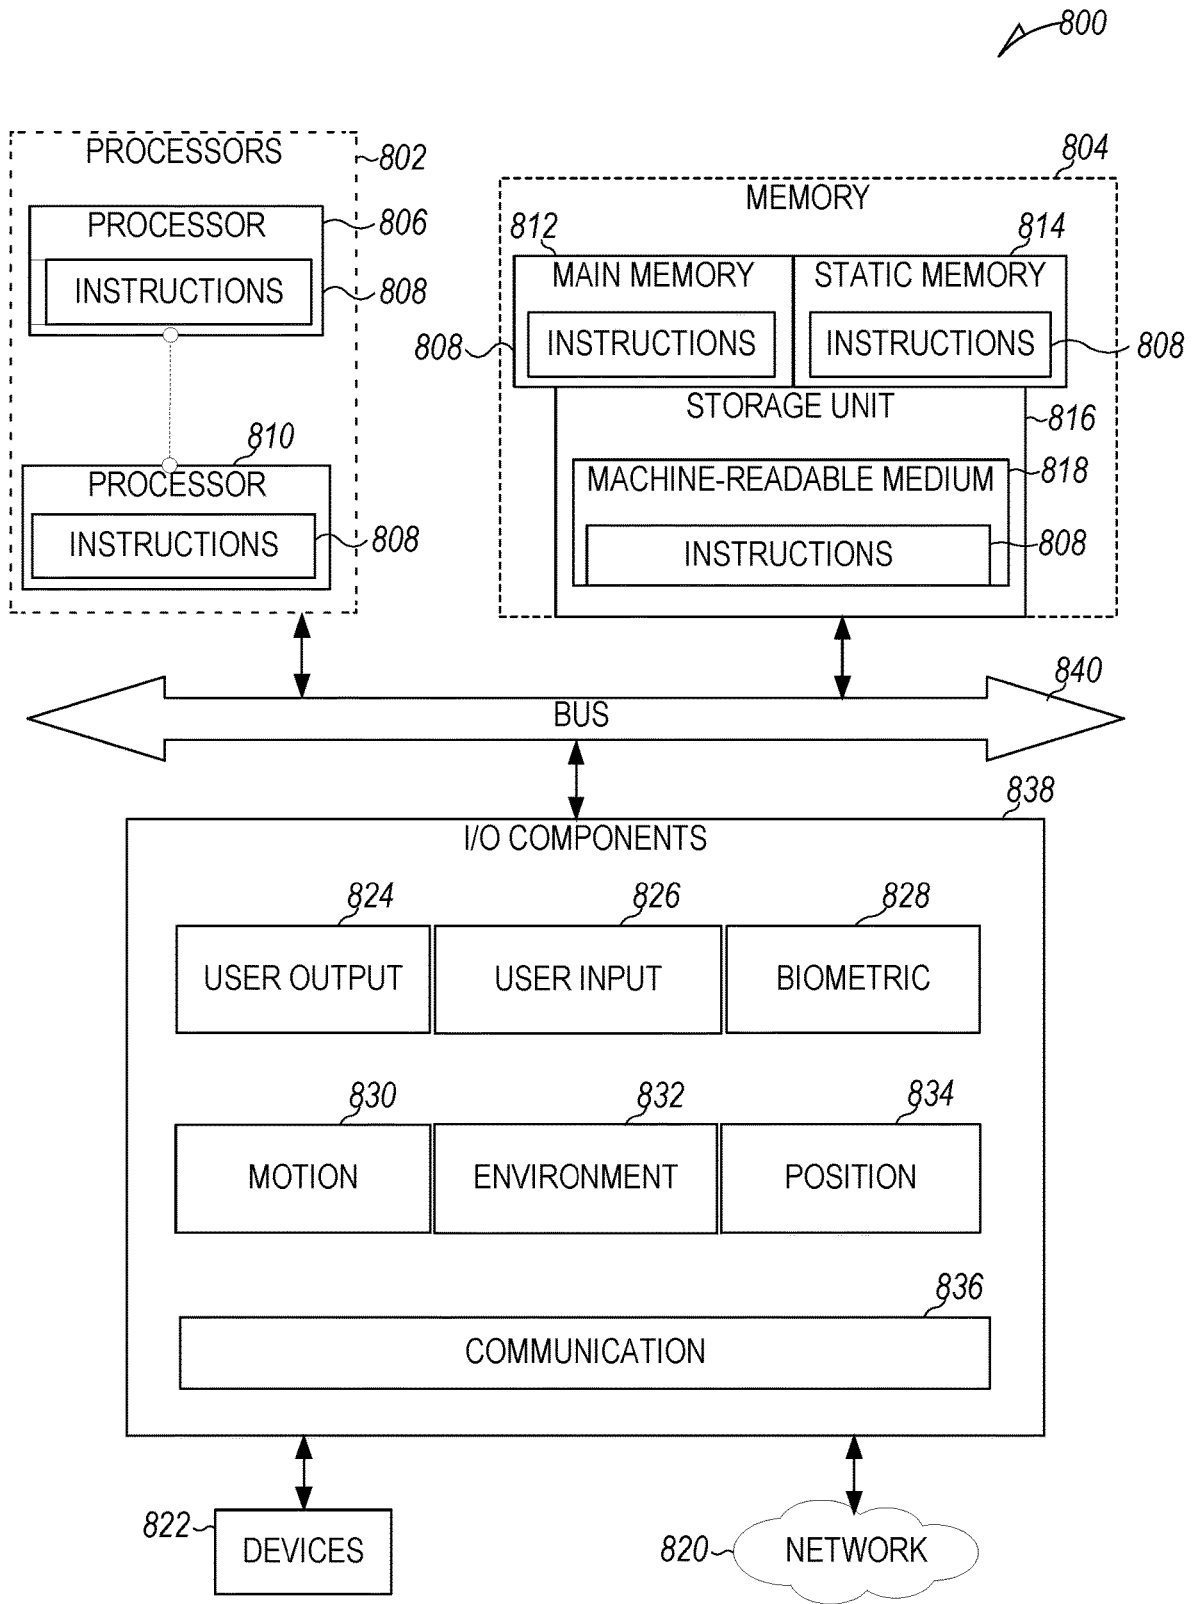 800
PROCESSORS
802
804
MEMORY
PROCESSOR
806
INSTRUCTIONS
808
812
814
MAIN MEMORY
STATIC MEMORY
808
INSTRUCTIONS
INSTRUCTIONS
808
STORAGE UNIT
816
810
PROCESSOR
INSTRUCTIONS
808
MACHINE-READABLE MEDIUM
818
INSTRUCTIONS
808
840
BUS
838
I/O COMPONENTS
824
826
828
USER OUTPUT
USER INPUT
BIOMETRIC
830
832
834
MOTION
ENVIRONMENT
POSITION
836
COMMUNICATION
822
DEVICES
820
NETWORK